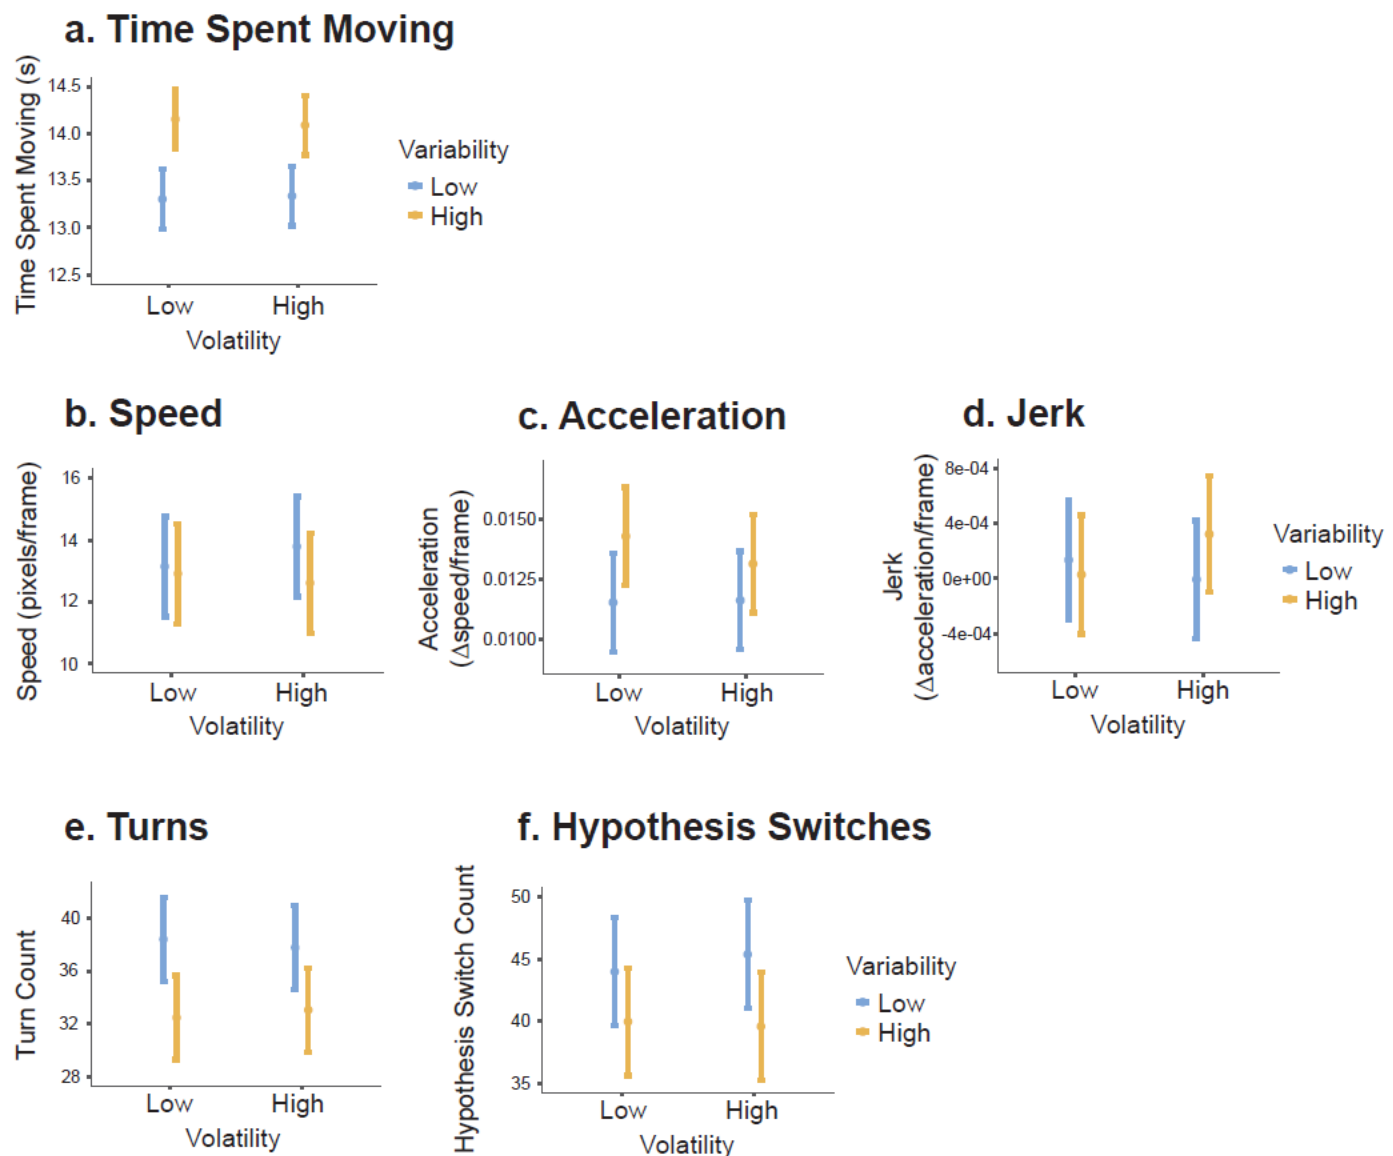 a. Time Spent Moving
Time Spent Moving (s)
14.5
14.0
13.5
13.0
12.5
Low
High
Volatility
Variability
Low
High
b. Speed
Speed (pixels/frame)
16
14
12
10
Low
High
Volatility
c. Acceleration
Acceleration
(Δspeed/frame)
0.0150
0.0125
0.0100
Low
High
Volatility
d. Jerk
Jerk
(Δacceleration/frame)
8e-04
4e-04
0e+00
-4e-04
Low
High
Volatility
Variability
Low
High
e. Turns
Turn Count
40
36
32
28
Low
High
Volatility
f. Hypothesis Switches
Hypothesis Switch Count
50
45
40
35
Low
High
Volatility
Variability
Low
High